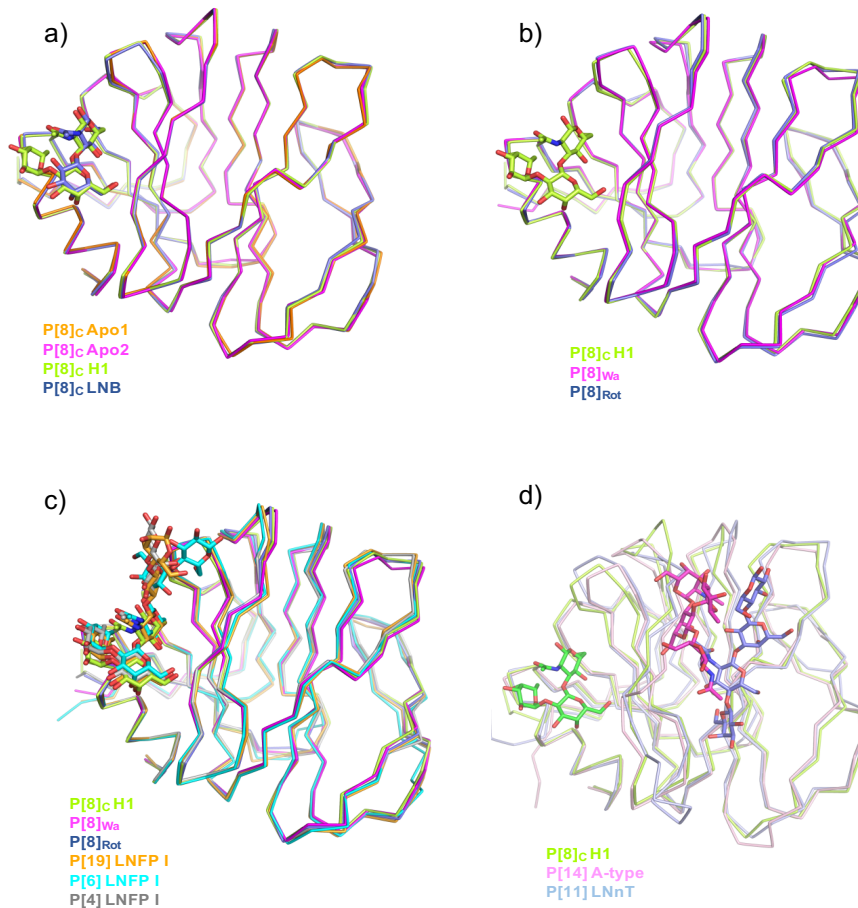 a)
P[8]C Apo1
P[8]C Apo2
P[8]C H1
P[8]C LNB
b)
P[8]C H1
P[8]Wa
P[8]Rot
c)
P[8]C H1
P[8]Wa
P[8]Rot
P[19] LNFP I
P[6] LNFP I
P[4] LNFP I
d)
P[8]C H1
P[14] A-type
P[11] LNnT